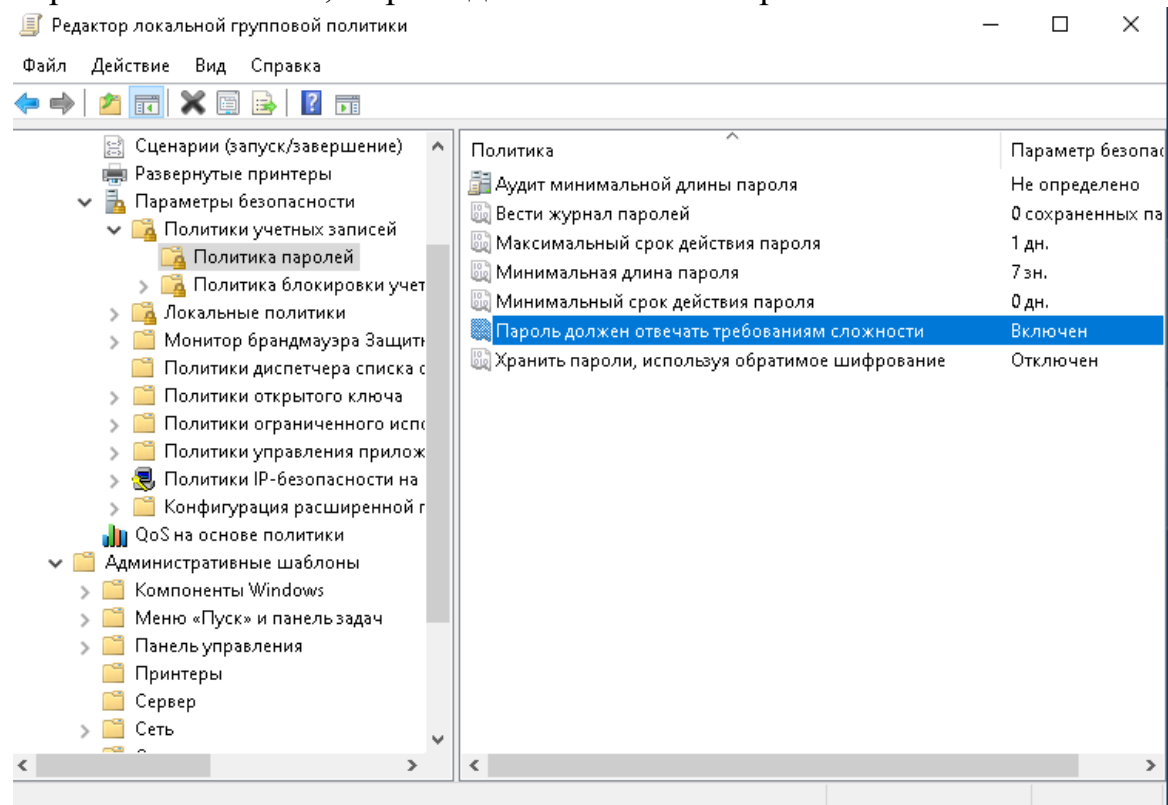 Редактор локальной групповой политики
Файл Действие Вид Справка
Сценарии (запуск/завершение)
Развернутые принтеры
Параметры безопасности
Политики учетных записей
Политика паролей
Политика блокировки учет
Локальные политики
Монитор брандмауэра Защитн
Политики диспетчера списка с
Политики открытого ключа
Политики ограниченного испо
Политики управления прилож
Политики IP-безопасности на
Конфигурация расширенной п
QoS на основе политики
Административные шаблоны
Компоненты Windows
Меню «Пуск» и панель задач
Панель управления
Принтеры
Сервер
Сеть
Политика Параметр безопас
Аудит минимальной длины пароля Не определено
Вести журнал паролей 0 сохраненных па
Максимальный срок действия пароля 1 дн.
Минимальная длина пароля 7 зн.
Минимальный срок действия пароля 0 дн.
Пароль должен отвечать требованиям сложности Включен
Хранить пароли, используя обратимое шифрование Отключен